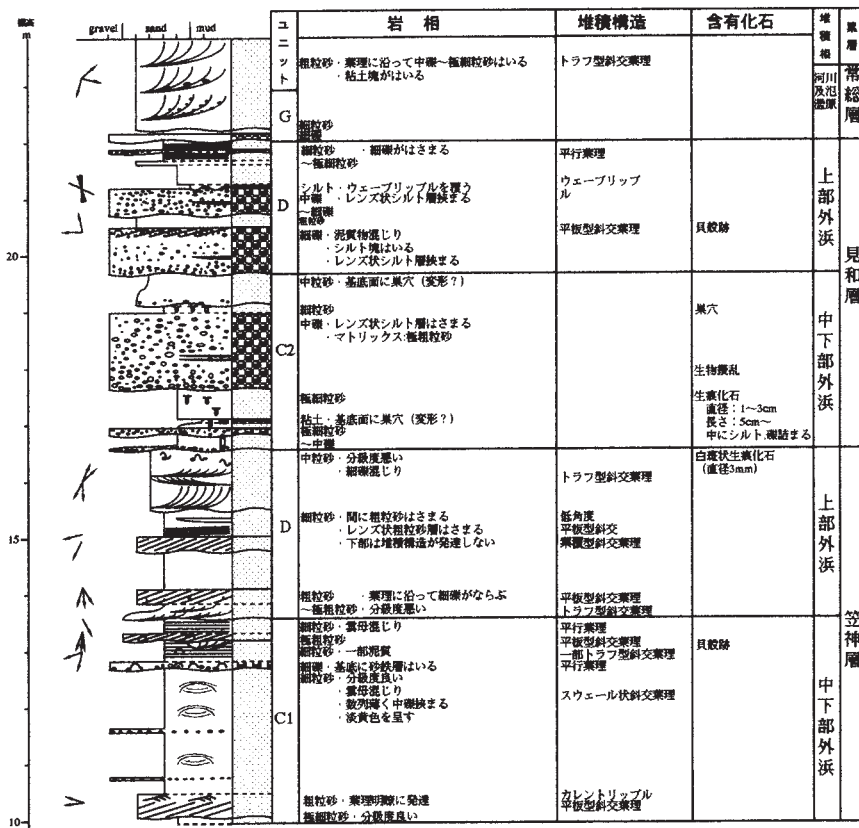 標高
m
gravel
sand
mud
ユニット
岩相
堆積構造
含有化石
堆積相
累層
粗粒砂・葉理に沿って中礫〜極細粒砂はいる
・粘土塊がはいる
トラフ型斜交葉理
河川及氾濫原
常総層
G
細粒砂
細礫
細粒砂・細礫がはさまる
〜極細粒砂
平行葉理
シルト・ウェーブリップルを覆う
ウェーブリップル
中礫・レンズ状シルト層挟まる
〜細礫
粗粒砂
D
細礫・泥質物混じり
・シルト塊はいる
・レンズ状シルト層挟まる
平板型斜交葉理
貝殻跡
上部外浜
20
見和層
中粒砂・基底面に巣穴（変形？）
細粒砂
巣穴
中礫・レンズ状シルト層はさまる
・マトリックス:極粗粒砂
C2
生物擾乱
極細粒砂
生痕化石
直径：1〜3cm
長さ：5cm〜
中にシルト.礫詰まる
粘土・基底面に巣穴（変形？）
極細粒砂
〜中礫
中下部外浜
中粒砂・分級度悪い
・細礫混じり
トラフ型斜交葉理
白斑状生痕化石
（直径3mm）
細粒砂・間に粗粒砂はさまる
・レンズ状粗粒砂層はさまる
・下部は堆積構造が発達しない
低角度
平板型斜交
斜交葉理
D
15
上部外浜
粗粒砂・葉理に沿って細礫がならぶ
〜極粗粒砂・分級度悪い
平板型斜交葉理
トラフ型斜交葉理
笠神層
細粒砂・雲母混じり
平行葉理
極粗粒砂
平板型斜交葉理
貝殻跡
細粒砂・一部泥質
一部トラフ型斜交葉理
細礫・基底に砂鉄層はいる
平行葉理
細粒砂・分級度良い
・雲母混じり
・数列薄く中礫挟まる
・淡黄色を呈す
スウェール状斜交葉理
C1
中下部外浜
粗粒砂・葉理明瞭に発達
カレントリップル
平板型斜交葉理
極細粒砂・分級度良い
10